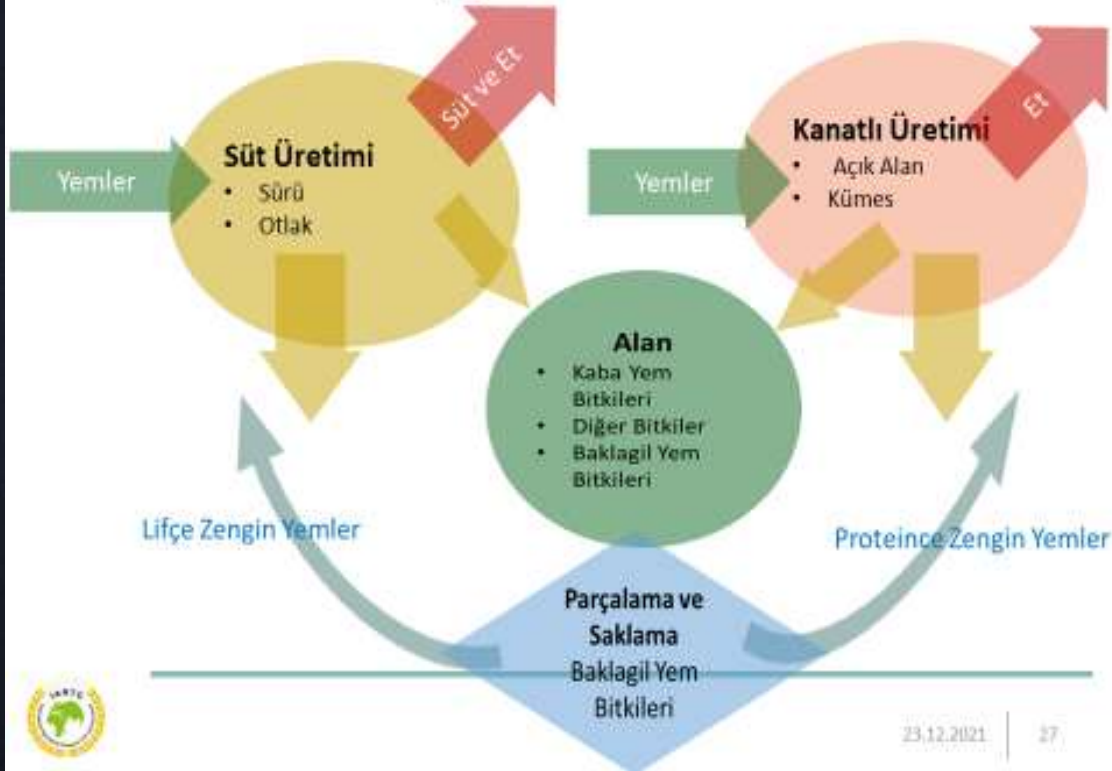 Süt ve Et
Et
Yemler
Süt Üretimi
• Sürü
• Otlak
Yemler
Kanatlı Üretimi
• Açık Alan
• Kümes
Alan
• Kaba Yem
Bitkileri
• Diğer Bitkiler
• Baklagil Yem
Bitkileri
Lifçe Zengin Yemler
Proteince Zengin Yemler
Parçalama ve
Saklama
Baklagil Yem
Bitkileri
23.12.2021
27